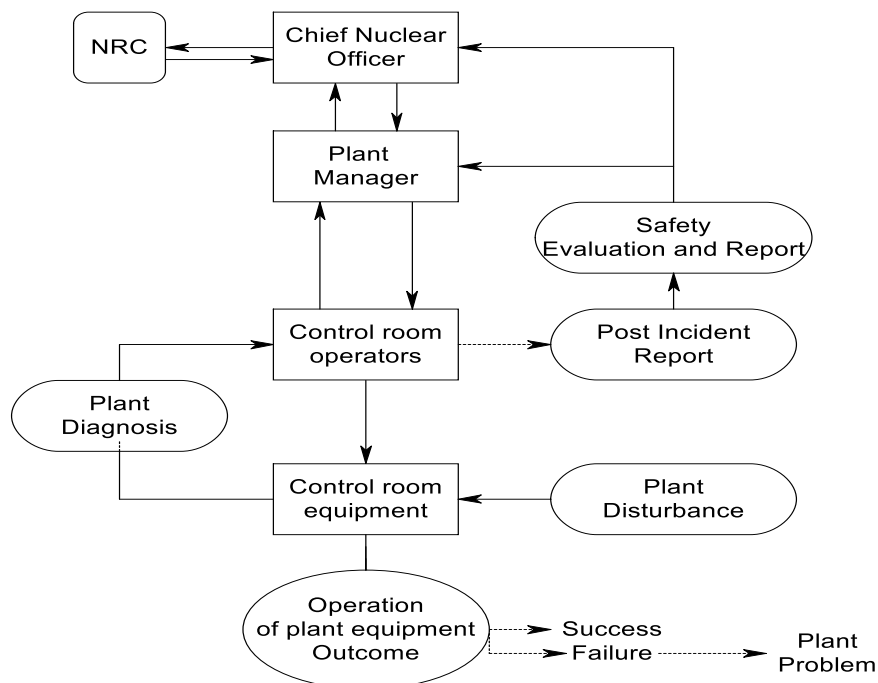 NRC
Chief Nuclear
Officer
Plant
Manager
Safety
Evaluation and Report
Control room
operators
Post Incident
Report
Plant
Diagnosis
Control room
equipment
Plant
Disturbance
Operation
of plant equipment
Outcome
Success
Failure
Plant
Problem